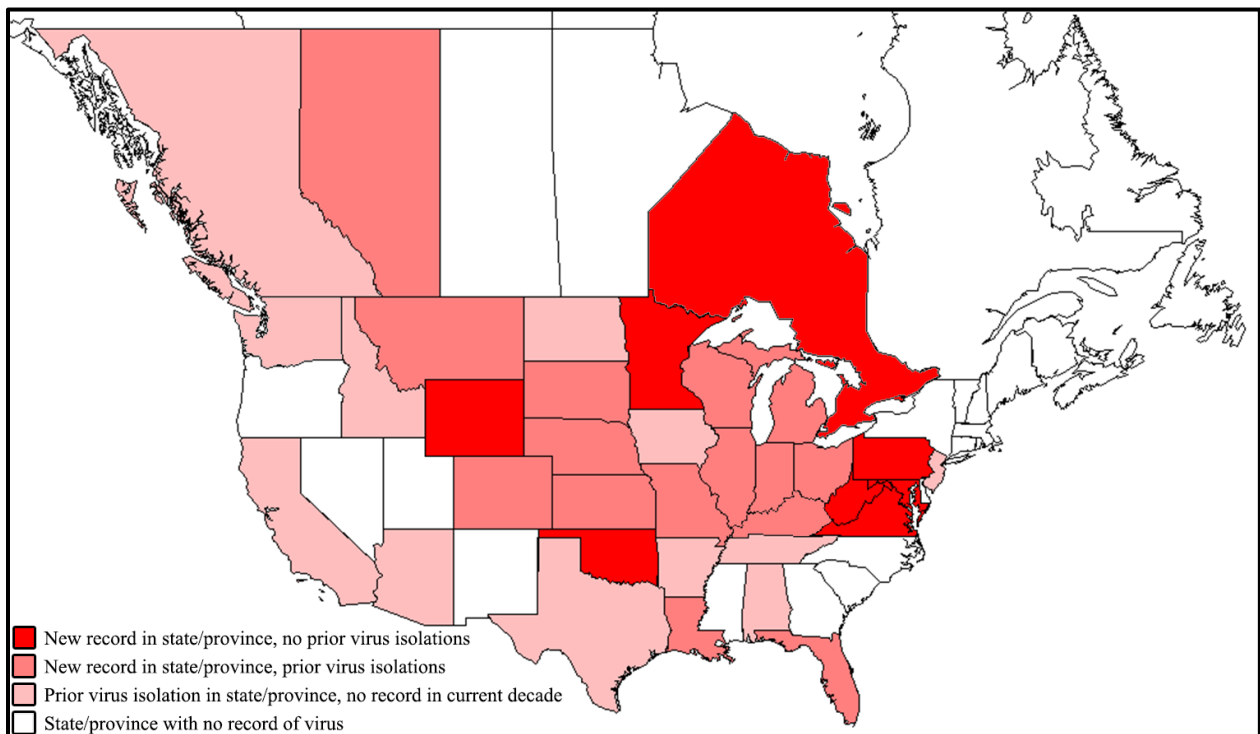 New record in state/province, no prior virus isolations
New record in state/province, prior virus isolations
Prior virus isolation in state/province, no record in current decade
State/province with no record of virus